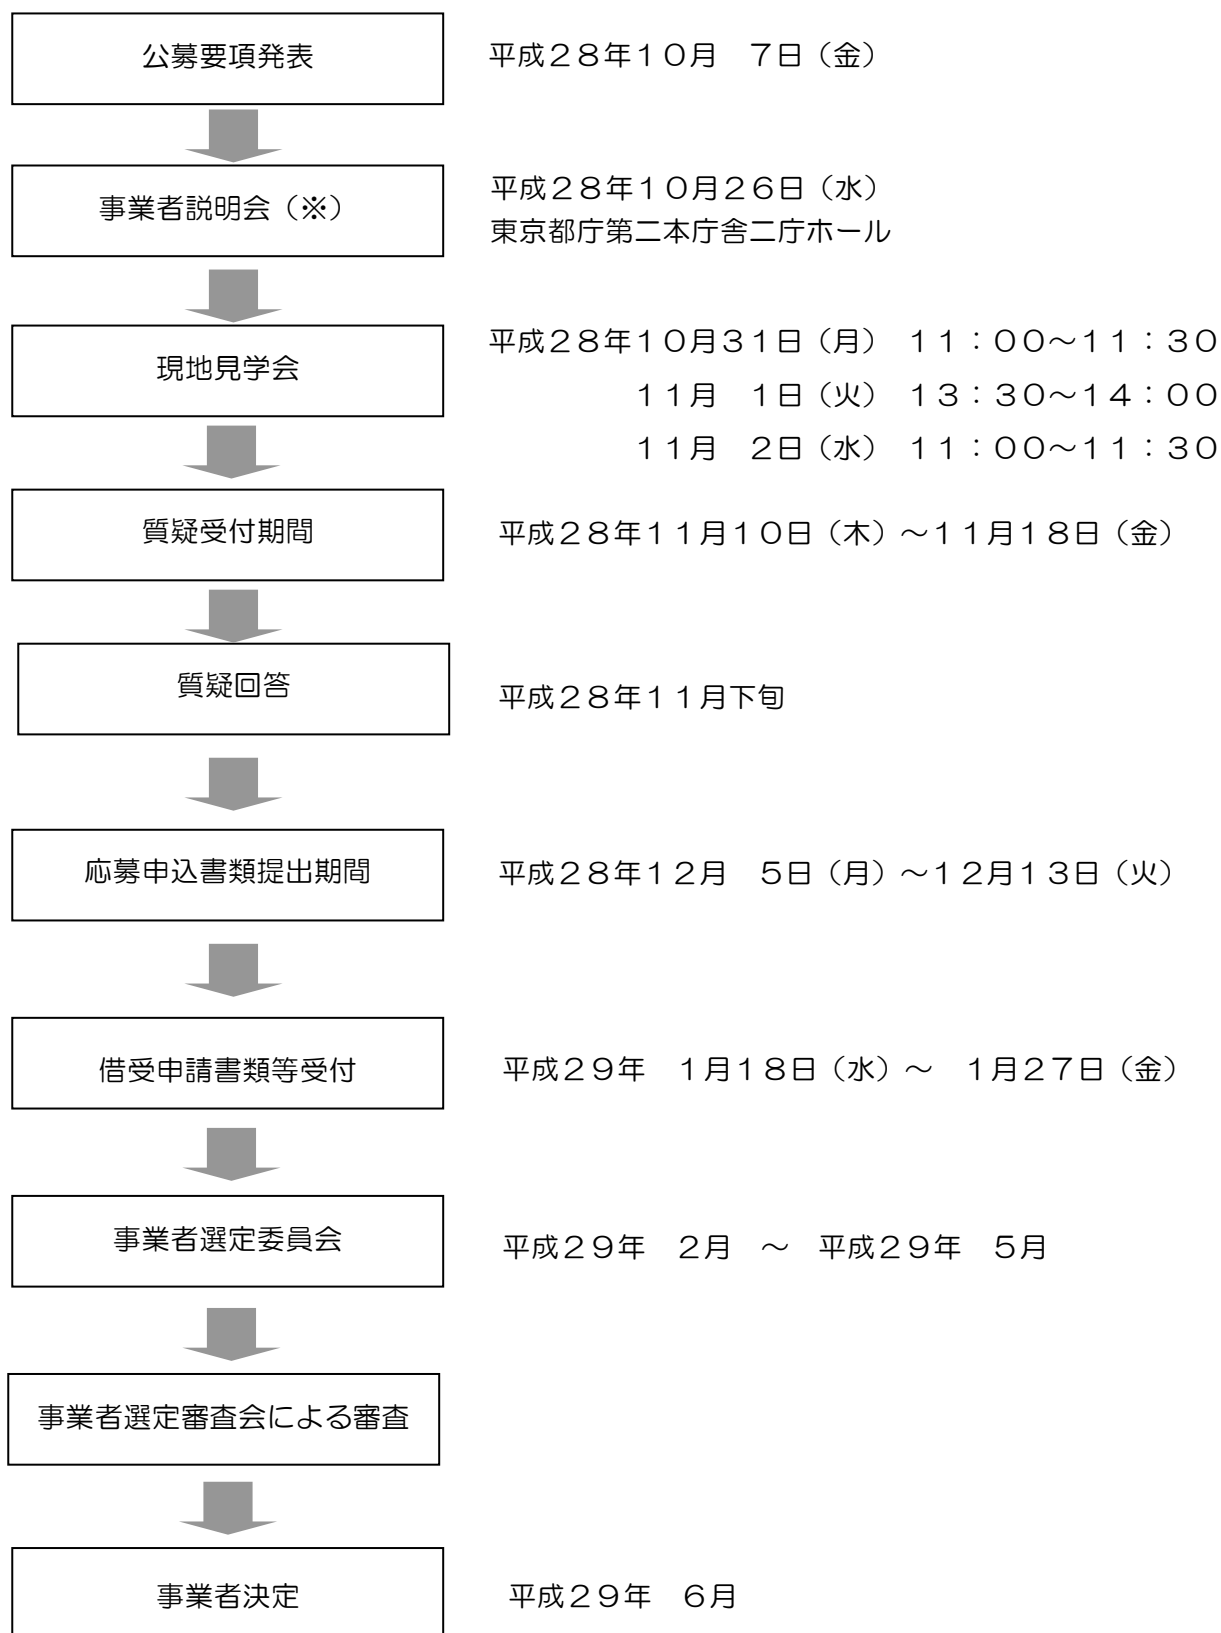 公募要項発表
平成２８年１０月　７日（金）
事業者説明会（※）
平成２８年１０月２６日（水）
東京都庁第二本庁舎二庁ホール
現地見学会
平成２８年１０月３１日（月）　１１：００～１１：３０
１１月　１日（火）　１３：３０～１４：００
１１月　２日（水）　１１：００～１１：３０
質疑受付期間
平成２８年１１月１０日（木）～１１月１８日（金）
質疑回答
平成２８年１１月下旬
応募申込書類提出期間
平成２８年１２月　５日（月）～１２月１３日（火）
借受申請書類等受付
平成２９年　１月１８日（水）～　１月２７日（金）
事業者選定委員会
平成２９年　２月　～　平成２９年　５月
事業者選定審査会による審査
事業者決定
平成２９年　６月